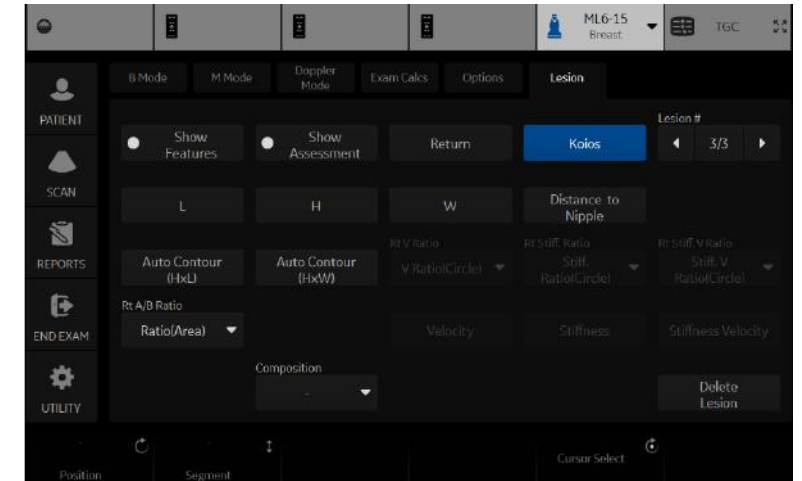 ML6-15
Breast
TGC
B Mode
M Mode
Doppler
Mode
Exam Calcs
Options
Lesion
PATIENT
SCAN
REPORTS
END EXAM
UTILITY
Lesion #
Show
Features
Show
Assessment
Return
Koios
3/3
L
H
W
Distance to
Nipple
Rt V Ratio
Rt Stiff. Ratio
Rt Stiff. V Ratio
Auto Contour
(HxL)
Auto Contour
(HxW)
V Ratio(Circle)
Stiff.
Ratio(Circle)
Stiff. V
Ratio(Circle)
Rt A/B Ratio
Ratio(Area)
Velocity
Stiffness
Stiffness Velocity
Composition
-
Delete
Lesion
Position
Segment
Cursor Select